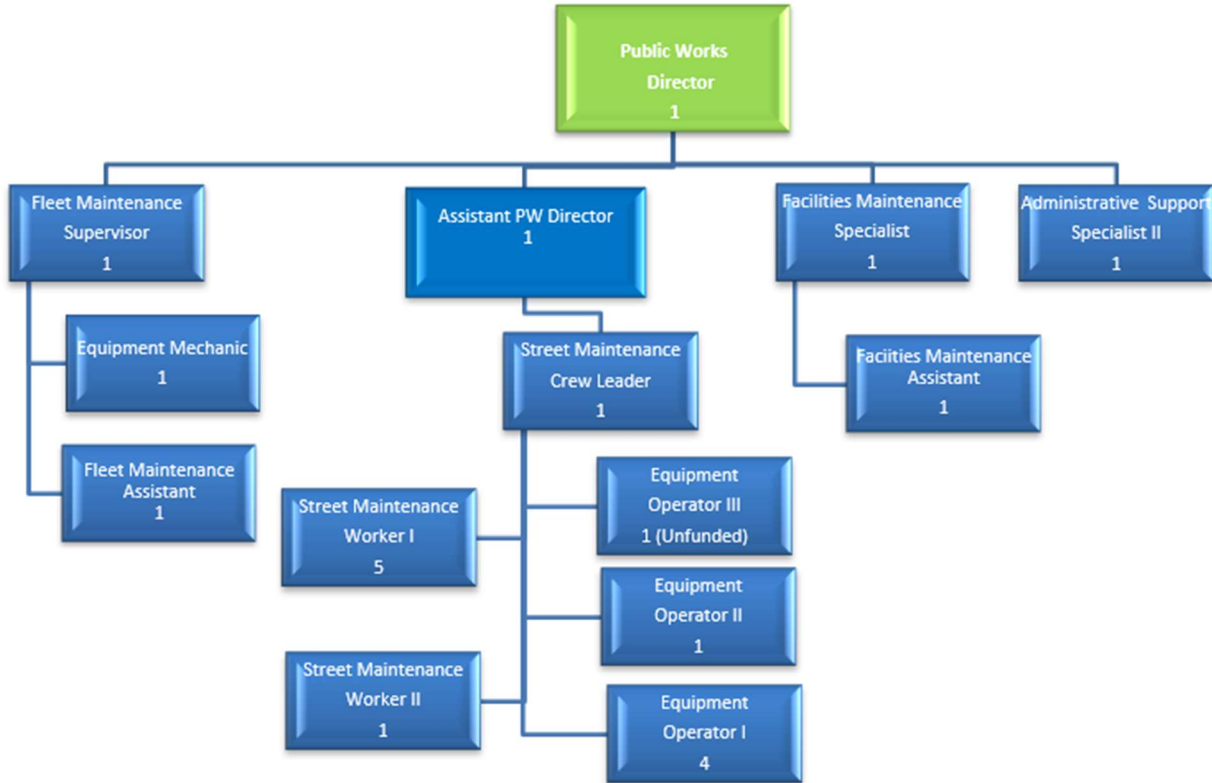 Public Works
Director
1
Fleet Maintenance
Supervisor
1
Assistant PW Director
1
Facilities Maintenance
Specialist
1
Administrative Support
Specialist II
1
Equipment Mechanic
1
Fleet Maintenance
Assistant
1
Street Maintenance
Crew Leader
1
Street Maintenance
Worker I
5
Street Maintenance
Worker II
1
Equipment
Operator III
1 (Unfunded)
Equipment
Operator II
1
Equipment
Operator I
4
Faciities Maintenance
Assistant
1